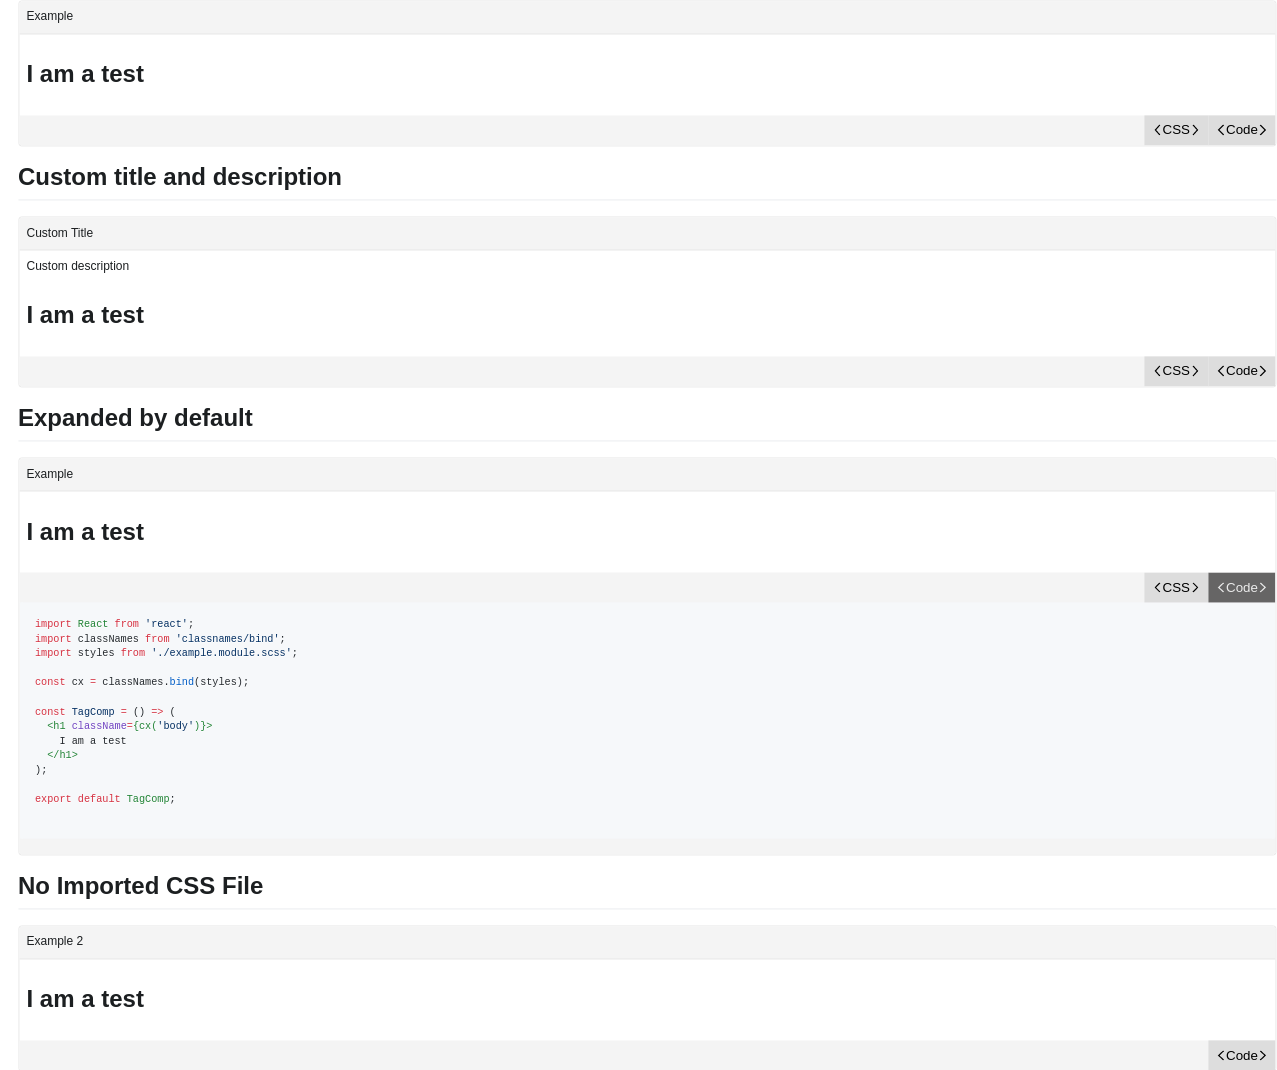 Example
I am a test
<CSS> <Code>
Custom title and description
Custom Title
Custom description
I am a test
<CSS> <Code>
Expanded by default
Example
I am a test
<CSS> <Code>
import React from 'react';
import classNames from 'classnames/bind';
import styles from './example.module.scss';
const cx = classNames.bind(styles);
const TagComp = () => (
  <h1 className={cx('body')}>
    I am a test
  </h1>
);
export default TagComp;
No Imported CSS File
Example 2
I am a test
<Code>